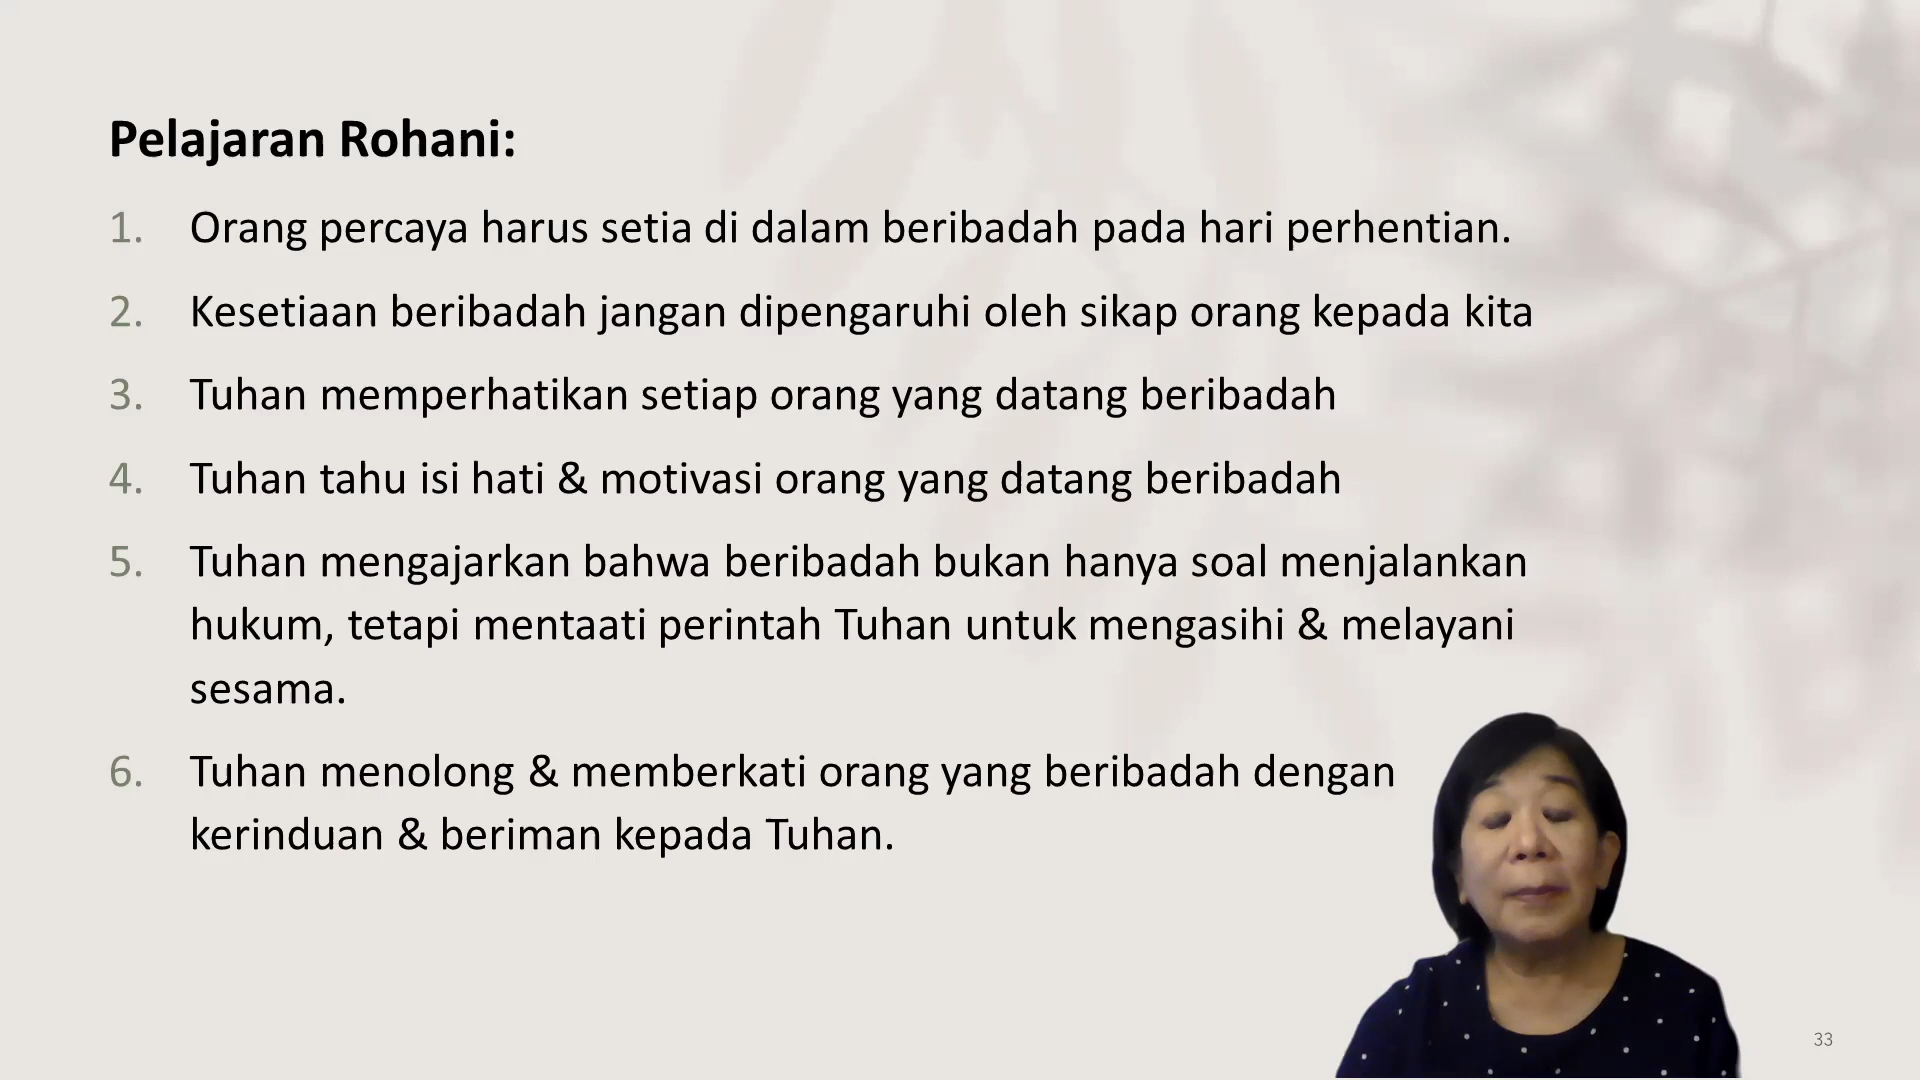 Pelajaran Rohani:
1. Orang percaya harus setia di dalam beribadah pada hari perhentian.
2. Kesetiaan beribadah jangan dipengaruhi oleh sikap orang kepada kita
3. Tuhan memperhatikan setiap orang yang datang beribadah
4. Tuhan tahu isi hati & motivasi orang yang datang beribadah
5. Tuhan mengajarkan bahwa beribadah bukan hanya soal menjalankan
hukum, tetapi mentaati perintah Tuhan untuk mengasihi & melayani
sesama.
6. Tuhan menolong & memberkati orang yang beribadah dengan
kerinduan & beriman kepada Tuhan.
33